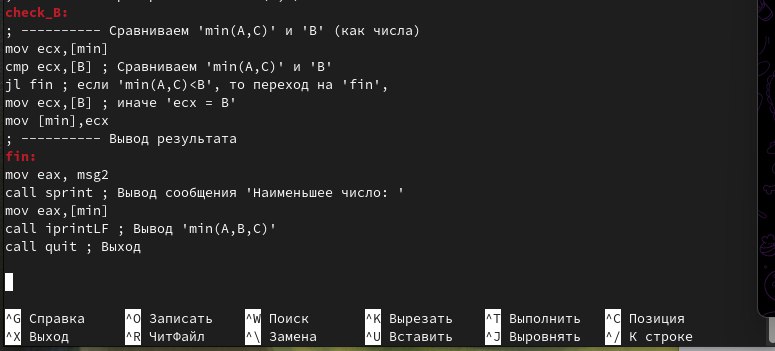 check_B:
; ---------- Сравниваем 'min(A,C)' и 'B' (как числа)
mov ecx,[min]
cmp ecx,[B] ; Сравниваем 'min(A,C)' и 'B'
jl fin ; если 'min(A,C)<B', то переход на 'fin',
mov ecx,[B] ; иначе 'ecx = B'
mov [min],ecx
; ---------- Вывод результата
fin:
mov eax, msg2
call sprint ; Вывод сообщения 'Наименьшее число: '
mov eax,[min]
call iprintLF ; Вывод 'min(A,B,C)'
call quit ; Выход
^G Справка ^O Записать ^W Поиск ^K Вырезать ^T Выполнить ^C Позиция
^X Выход ^R ЧитФайл ^\ Замена ^U Вставить ^J Выровнять ^/ К строке